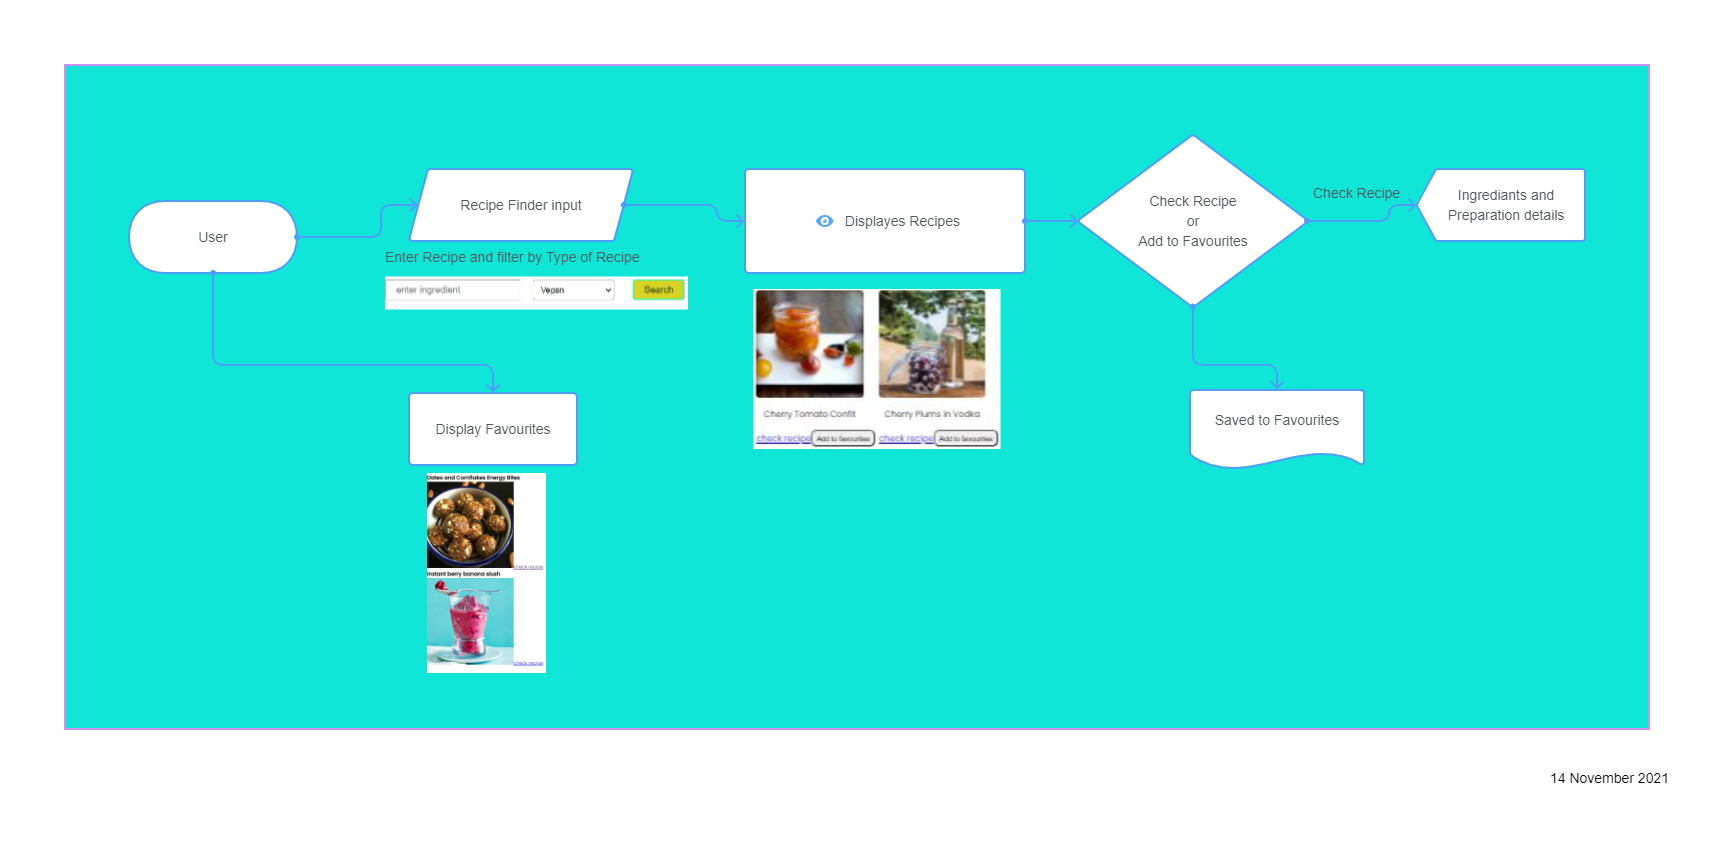 User
Recipe Finder input
Enter Recipe and filter by Type of Recipe
enter ingredient
Vegan
Search
Displayes Recipes
Cherry Tomato Confit
Cherry Plums in Vodka
check recipe
Add to favourites
check recipe
Add to favourites
Check Recipe
or
Add to Favourites
Check Recipe
Ingrediants and
Preparation details
Saved to Favourites
Display Favourites
Dates and Cornflakes Energy Bites
check recipe
Instant berry banana slush
check recipe
14 November 2021